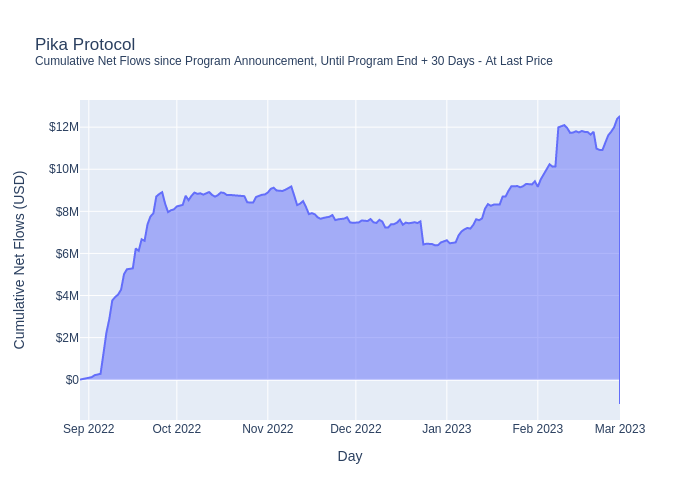 Pika Protocol
Cumulative Net Flows since Program Announcement, Until Program End + 30 Days - At Last Price
Cumulative Net Flows (USD)
$12M
$10M
$8M
$6M
$4M
$2M
$0
Sep 2022 Oct 2022 Nov 2022 Dec 2022 Jan 2023 Feb 2023 Mar 2023
Day